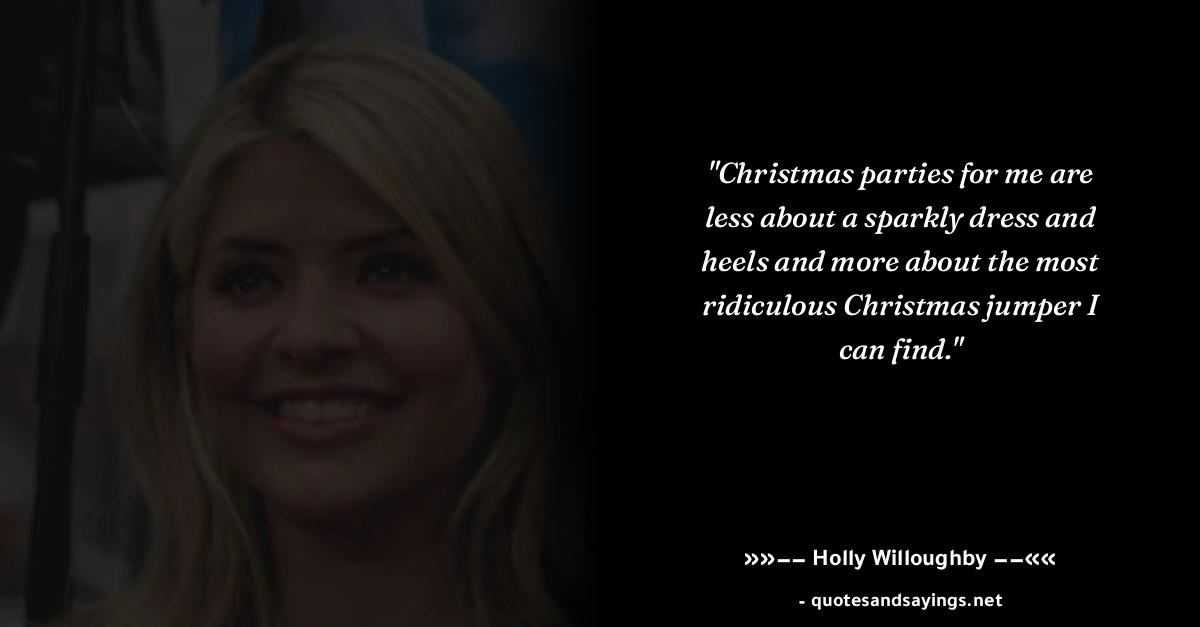 "Christmas parties for me are
less about a sparkly dress and
heels and more about the most
ridiculous Christmas jumper I
can find."
»»–– Holly Willoughby ––««
- quotesandsayings.net